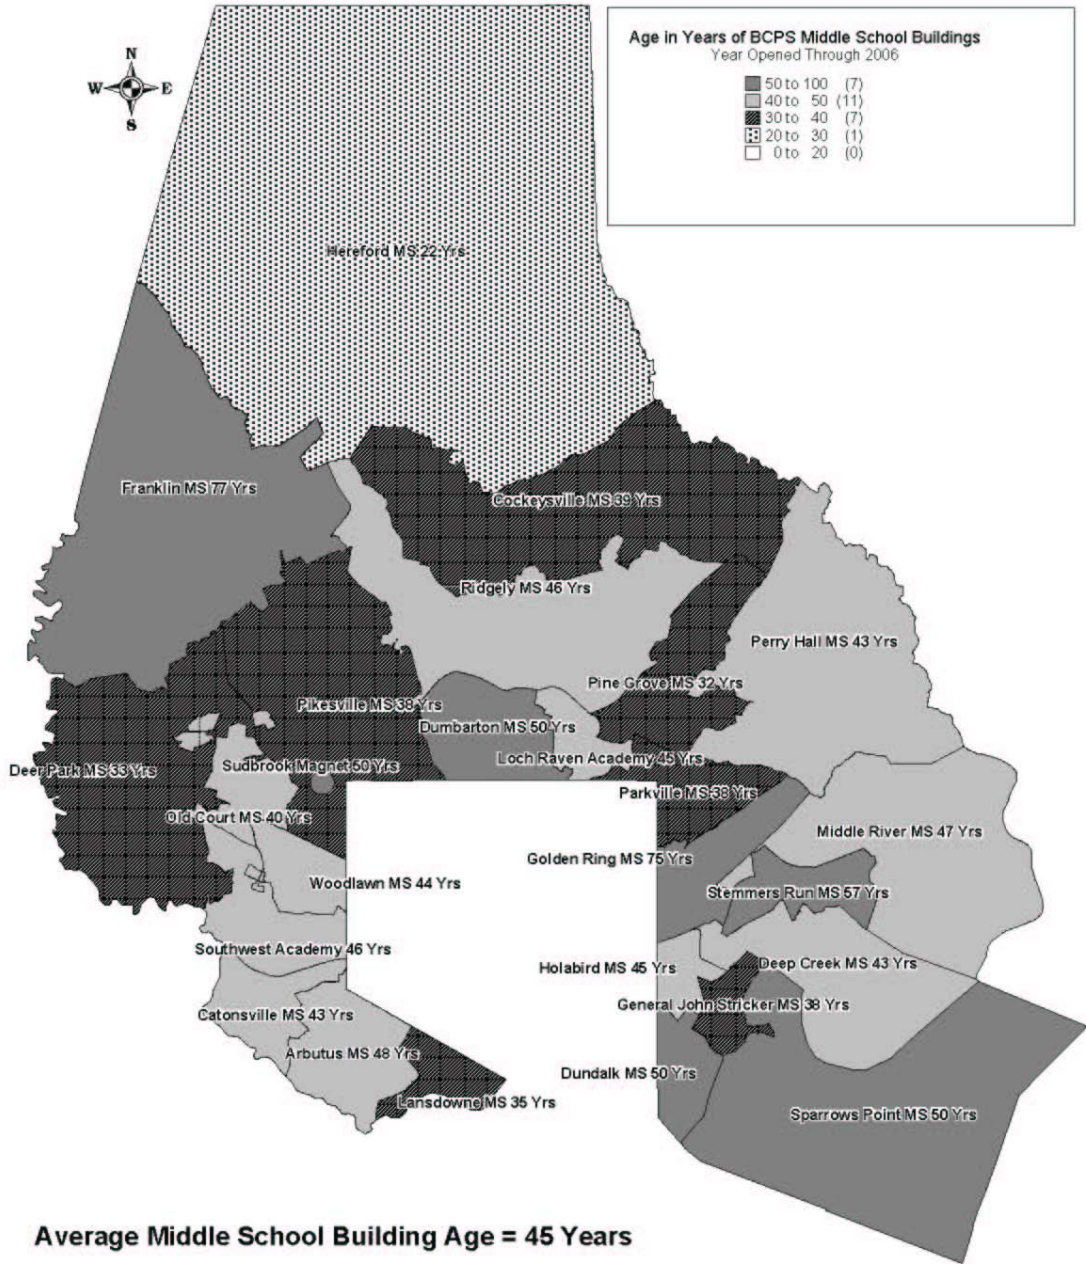 Age in Years of BCPS Middle School Buildings
Year Opened Through 2006
50 to 100 (7)
40 to 50 (11)
30 to 40 (7)
20 to 30 (1)
0 to 20 (0)
N
W E
S
Hereford MS 22 Yrs
Franklin MS 77 Yrs
Cockeysville MS 39 Yrs
Ridgely MS 46 Yrs
Perry Hall MS 43 Yrs
Pine Grove MS 32 Yrs
Pikesville MS 38 Yrs
Dumbarton MS 50 Yrs
Loch Raven Academy 45 Yrs
Deer Park MS 33 Yrs
Sudbrook Magnet 50 Yrs
Parkville MS 38 Yrs
Old Court MS 40 Yrs
Middle River MS 47 Yrs
Golden Ring MS 75 Yrs
Woodlawn MS 44 Yrs
Stemmers Run MS 57 Yrs
Southwest Academy 46 Yrs
Holabird MS 45 Yrs
Deep Creek MS 43 Yrs
General John Stricker MS 38 Yrs
Catonsville MS 43 Yrs
Arbutus MS 48 Yrs
Dundalk MS 50 Yrs
Lansdowne MS 35 Yrs
Sparrows Point MS 50 Yrs
Average Middle School Building Age = 45 Years